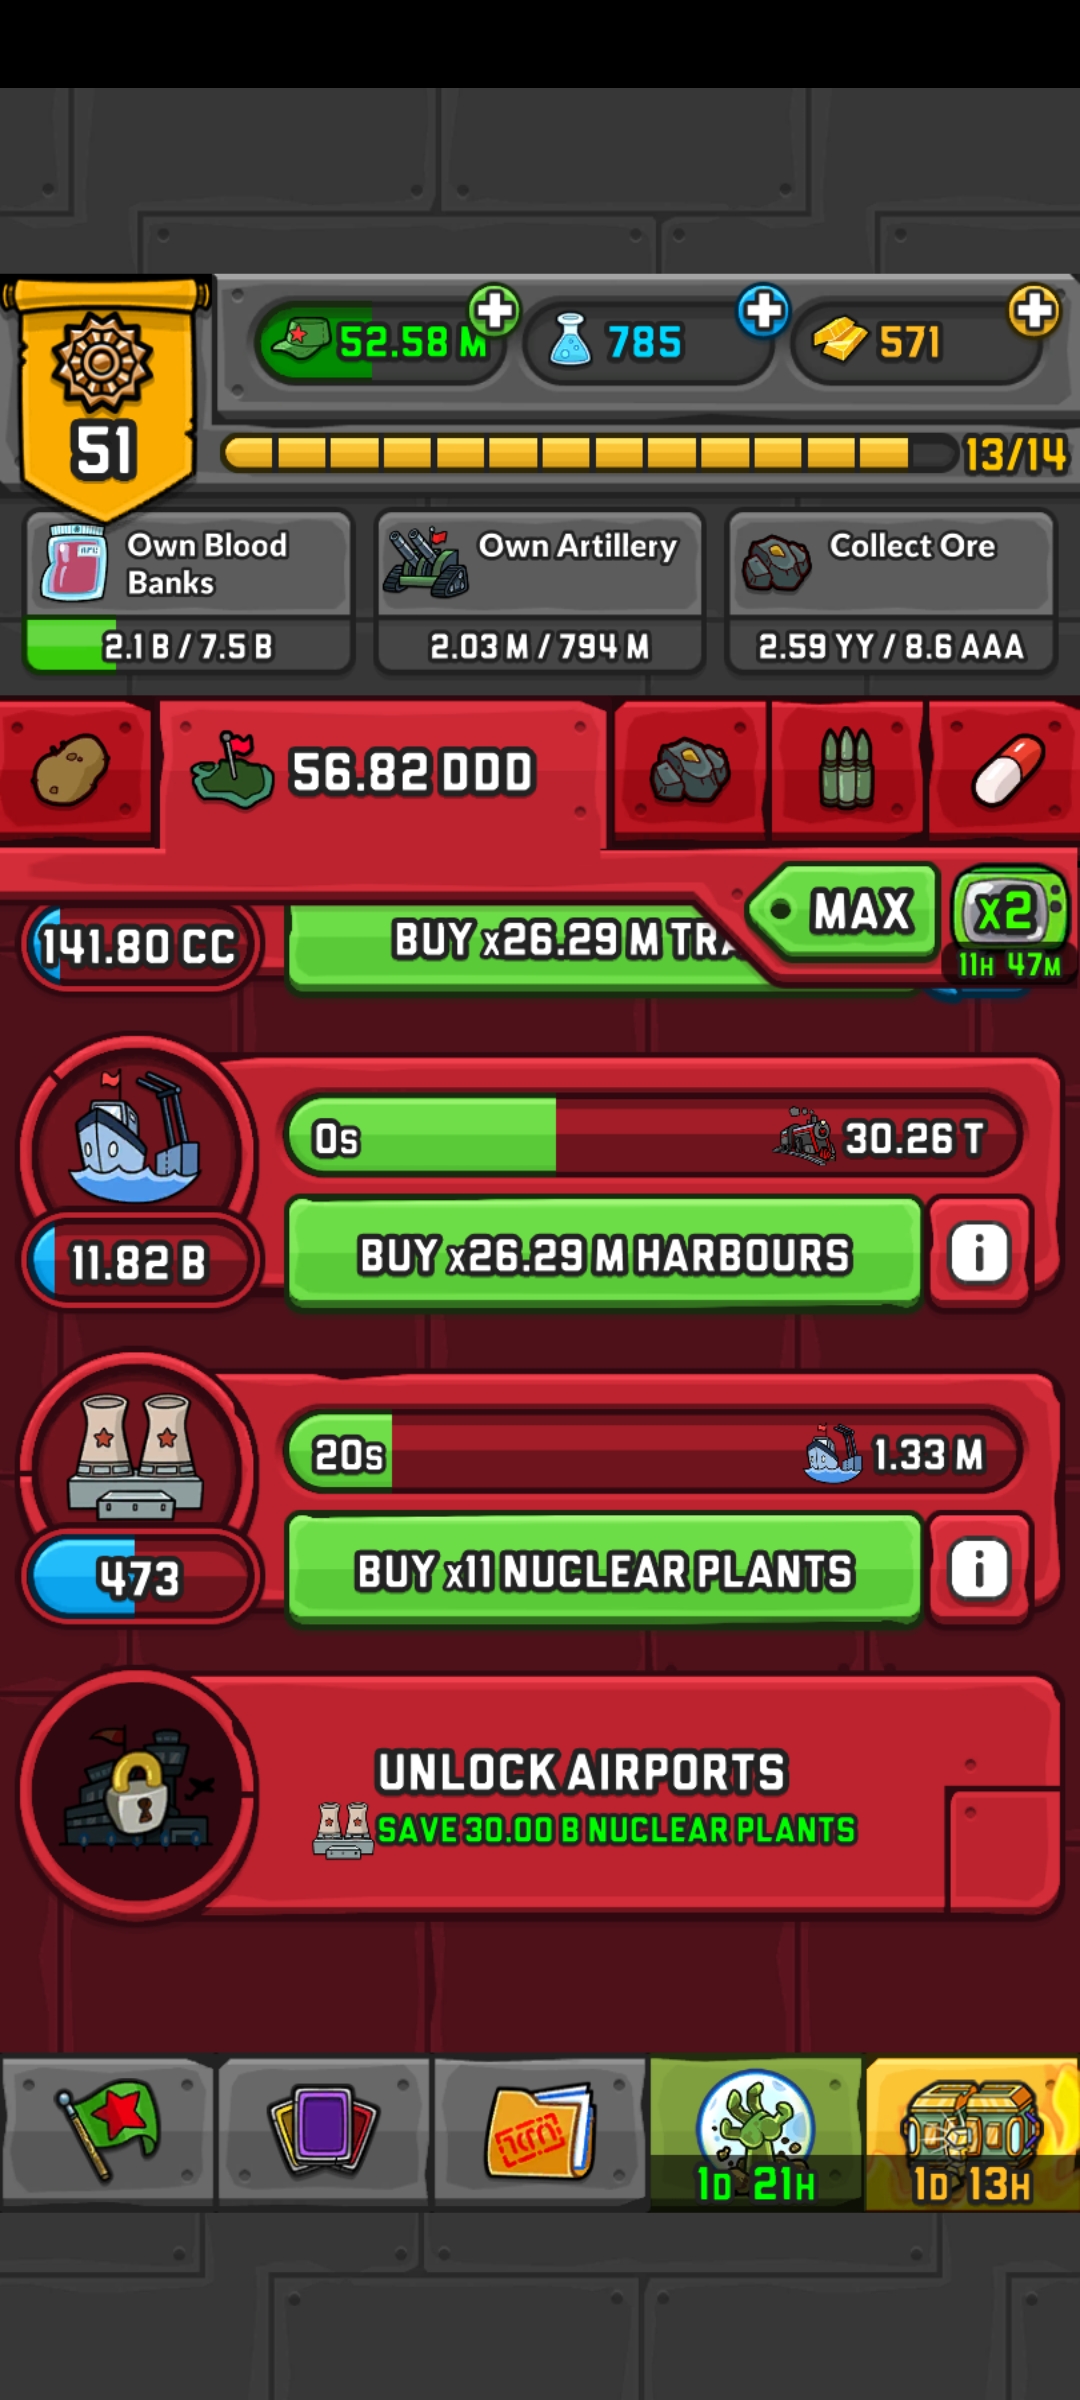 52.58 M
785
571
51
13/14
Own Blood
Banks
2.1 B / 7.5 B
Own Artillery
2.03 M / 794 M
Collect Ore
2.59 YY / 8.6 AAA
56.82 DDD
MAX
x2
11H 47M
141.80 CC
BUY x26.29 M
0s
30.26 T
11.82 B
BUY x26.29 M HARBOURS
i
20s
1.33 M
473
BUY x11 NUCLEAR PLANTS
i
UNLOCK AIRPORTS
SAVE 30.00 B NUCLEAR PLANTS
1D 21H
1D 13H